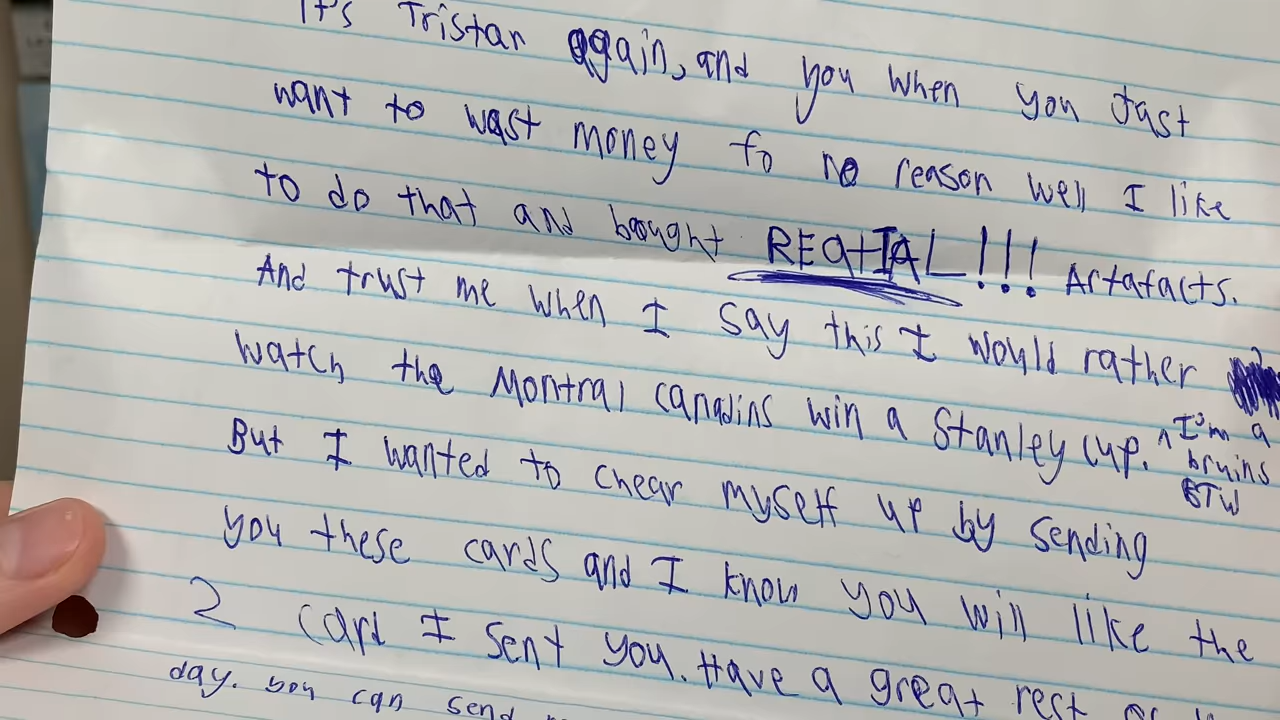 It's Tristan again, and you when you Just
want to wast money fo no reason well I like
to do that and bought REatIAL!!! Artafacts.
And trust me when I say this I would rather
watch the Montral canadins win a Stanley cup. ^ I'm a
bruins
BTW
But I wanted to chear myself up by sending
you these cards and I know you will like the
2 card I sent you. Have a great rest
day. you can send